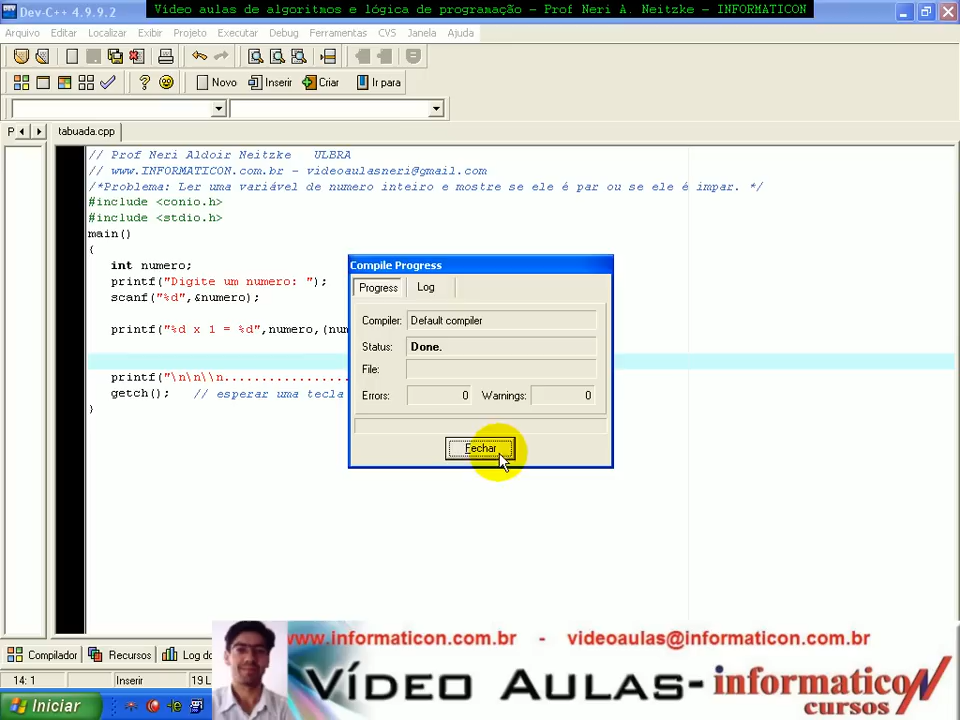 Dev-C++ 4.9.9.2
Vídeo aulas de algoritmos e lógica de programação – Prof Neri A. Neitzke – INFORMATICON
Arquivo Editar Localizar Exibir Projeto Executar Debug Ferramentas CVS Janela Ajuda
Novo Inserir Criar Ir para
P tabuada.cpp
// Prof Neri Aldoir Neitzke ULBRA
// www.INFORMATICON.com.br - videoaulasneri@gmail.com
/*Problema: Ler uma variável de numero inteiro e mostre se ele é par ou se ele é impar. */
#include <conio.h>
#include <stdio.h>
main()
{
int numero;
printf("Digite um numero: ");
scanf("%d",&numero);
printf("%d x 1 = %d",numero,(num
printf("\n\n\\n.................
getch(); // esperar uma tecla
}
Compile Progress
Progress Log
Compiler: Default compiler
Status: Done.
File:
Errors: 0 Warnings: 0
Fechar
Compilador Recursos Log do
14: 1 Inserir 19 L
Iniciar
www.informaticon.com.br - videoaulas@informaticon.com.br
Vídeo Aulas-informaticon
cursos